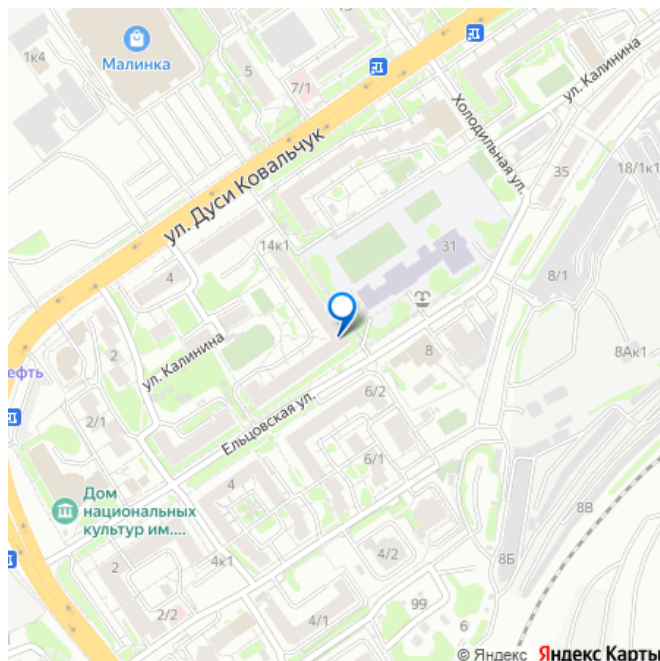 1к4
Малинка
5
7/1
ул. Калинина
Холодильная ул.
35
18/1к1
ул. Дуси Ковальчук
14к1
31
4
8/1
2
ул. Калинина
8
8Ак1
ефть
6/2
2/1
Ельцовская ул.
6/1
4
Дом
национальных
культур им....
8В
4к1
4/2
8Б
2
99
2/2
4/1
6
© Яндекс Яндекс Карты